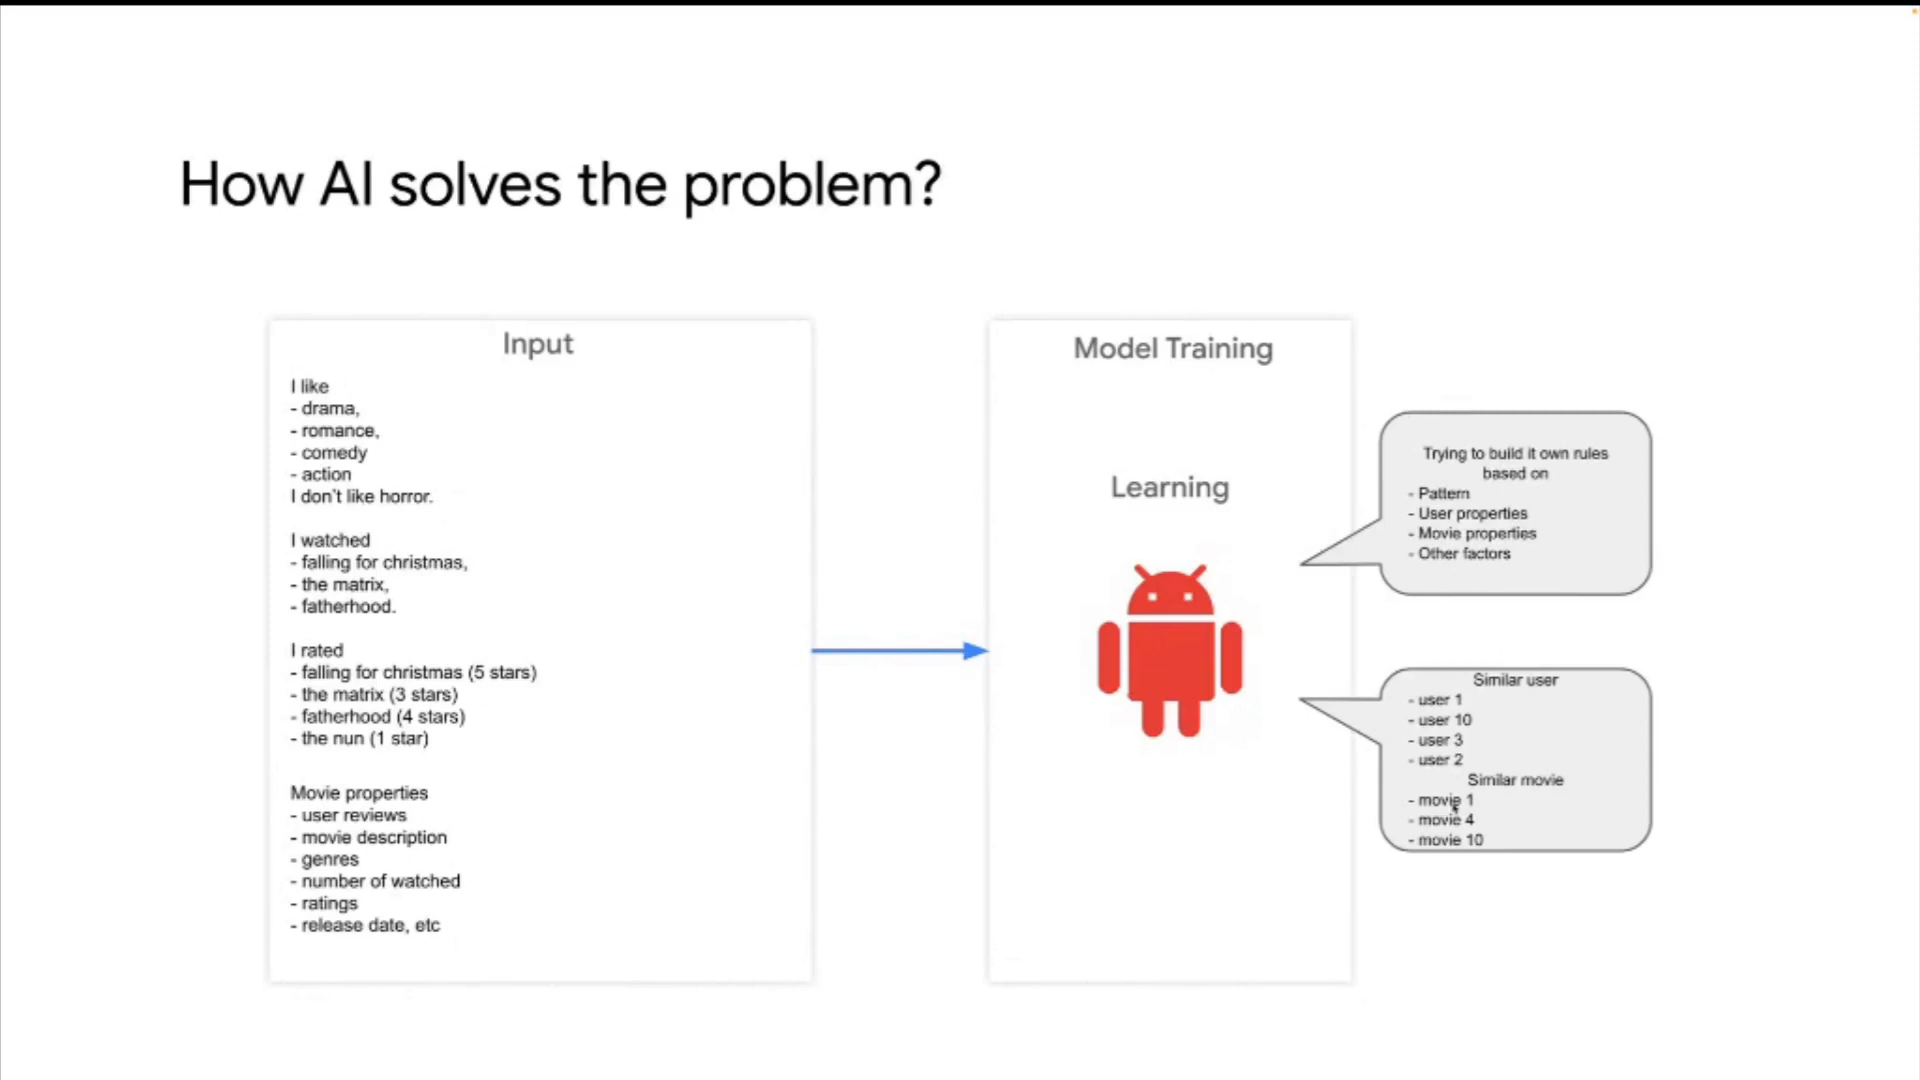 How AI solves the problem?
Input
I like
- drama,
- romance,
- comedy
- action
I don't like horror.
I watched
- falling for christmas,
- the matrix,
- fatherhood.
I rated
- falling for christmas (5 stars)
- the matrix (3 stars)
- fatherhood (4 stars)
- the nun (1 star)
Movie properties
- user reviews
- movie description
- genres
- number of watched
- ratings
- release date, etc
Model Training
Learning
Trying to build it own rules
based on
- Pattern
- User properties
- Movie properties
- Other factors
Similar user
- user 1
- user 10
- user 3
- user 2
Similar movie
- movie 1
- movie 4
- movie 10